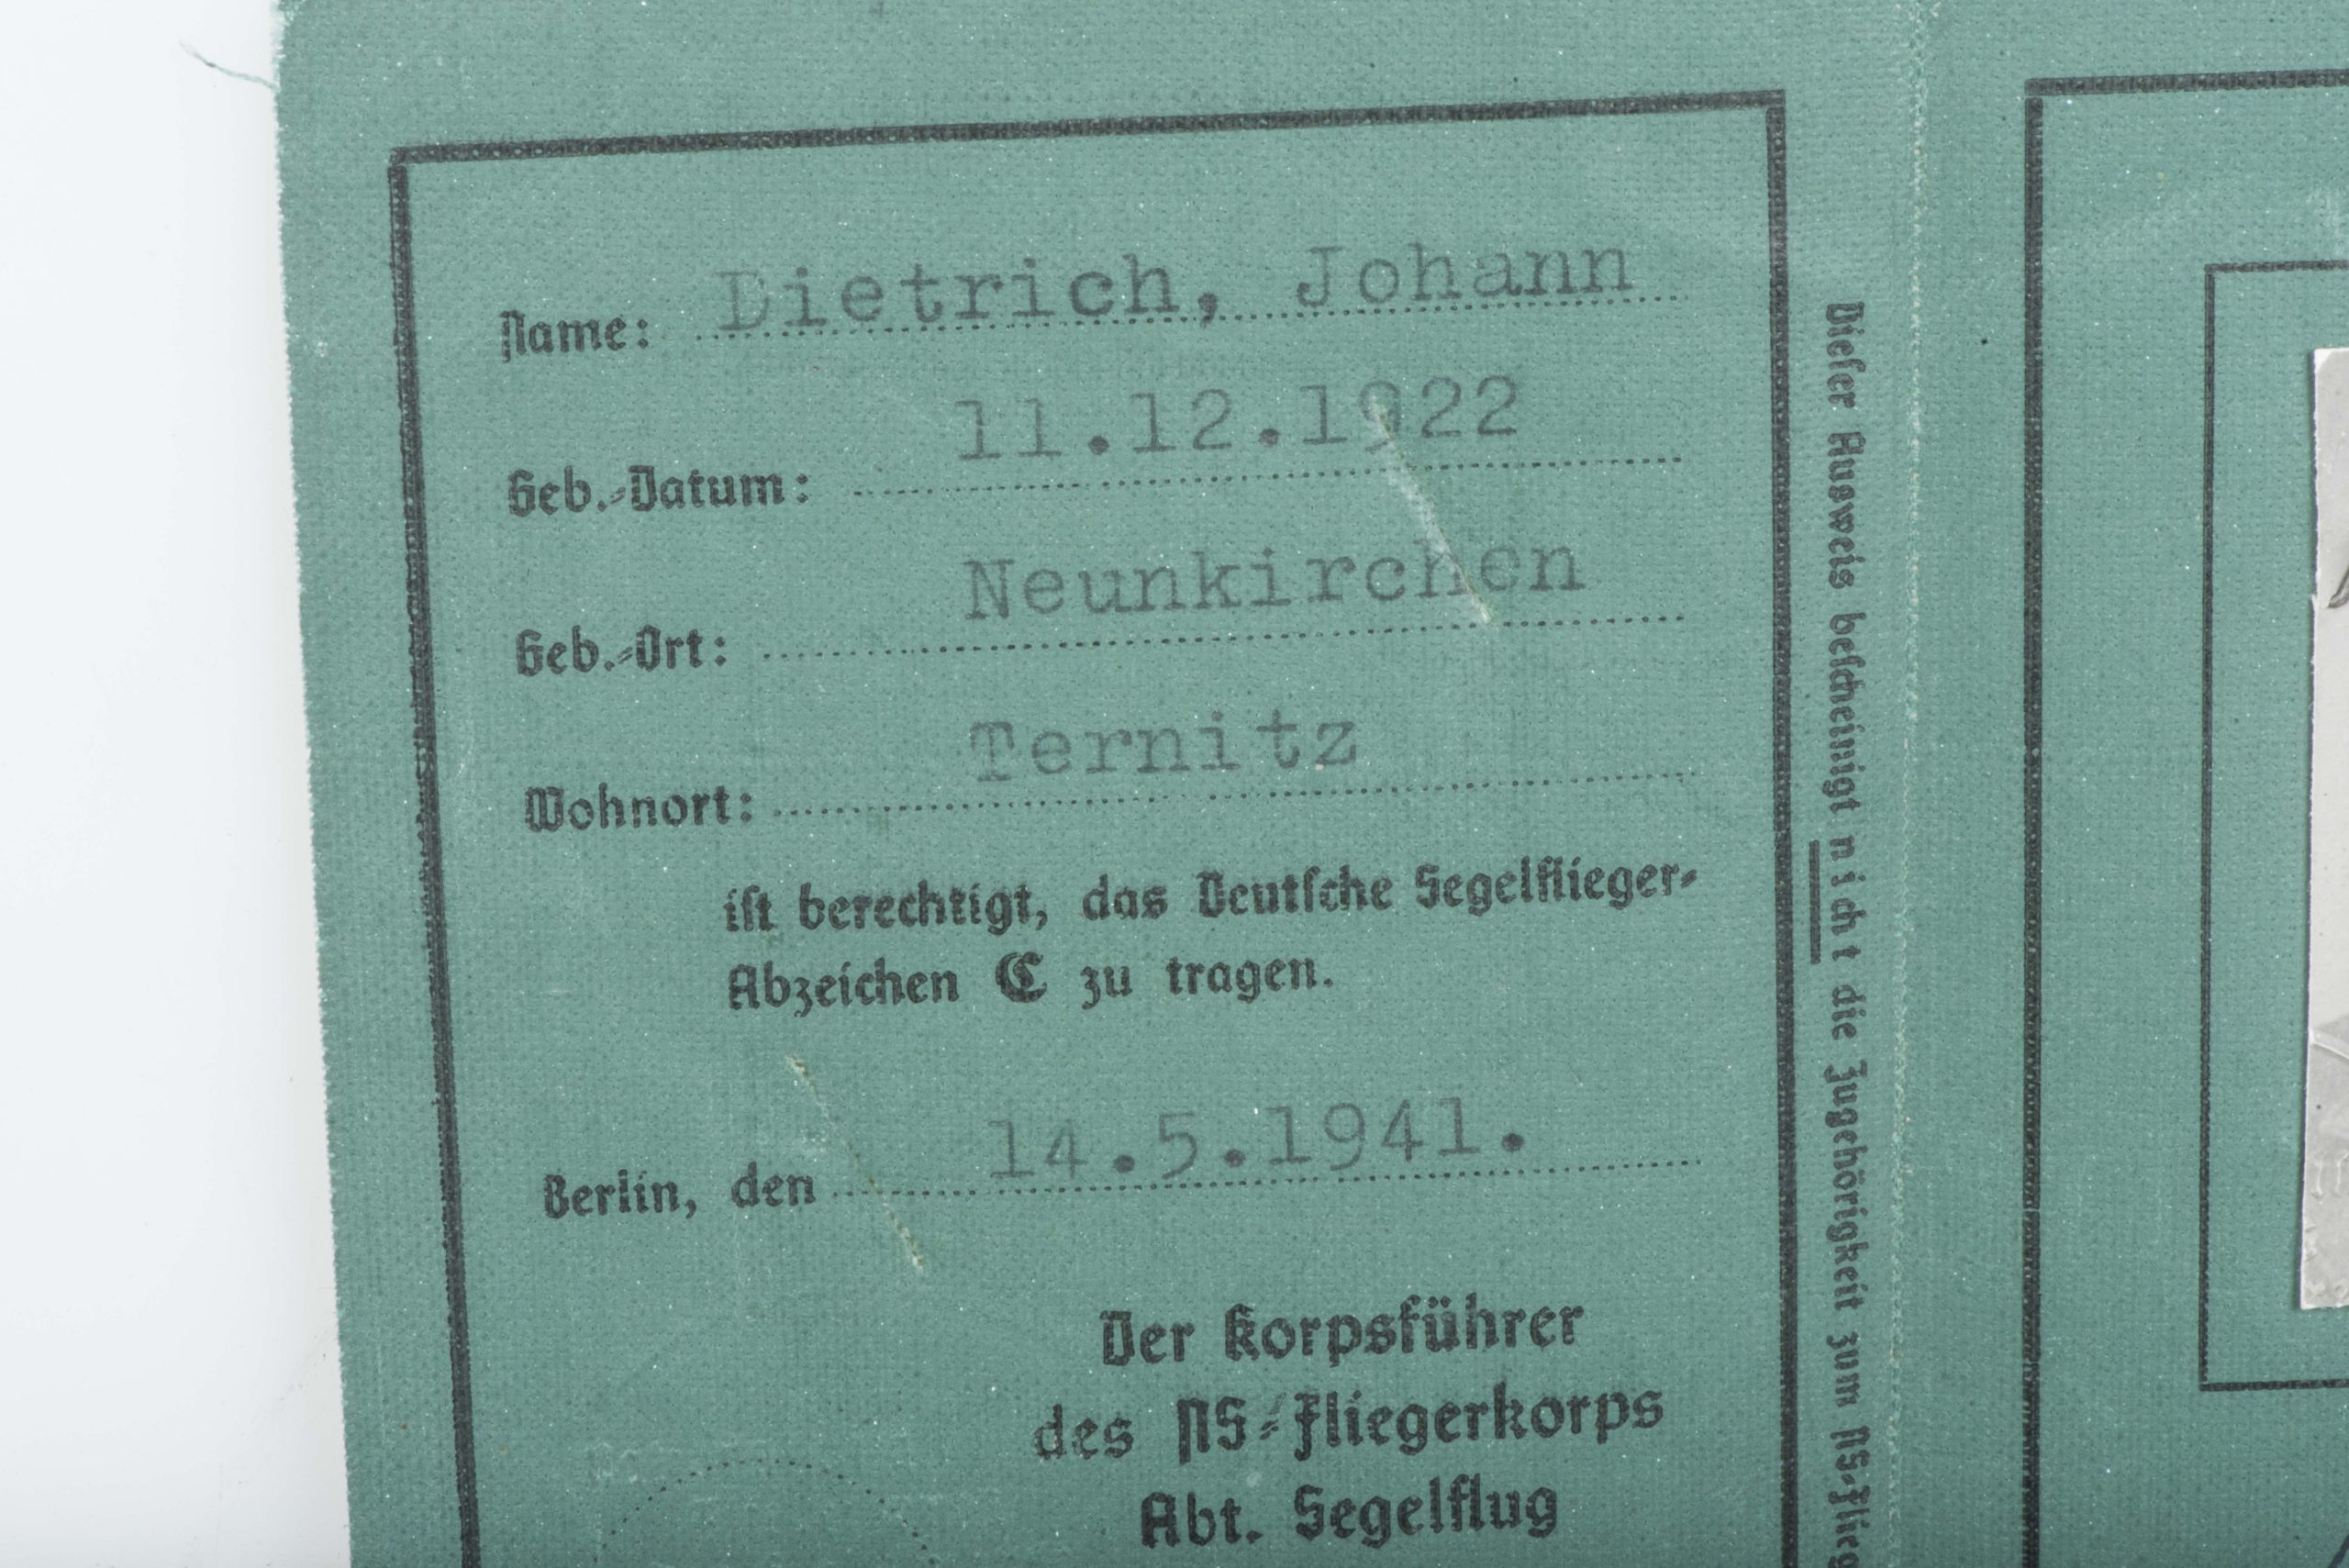 Name: Dietrich, Johann
Geb.-Datum: 11.12.1922
Geb.-Ort: Neunkirchen
Wohnort: Ternitz
ist berechtigt, das Deutsche Segelflieger-
Abzeichen C zu tragen.
Berlin, den 14.5.1941.
Der Korpsführer
des NS-Fliegerkorps
Abt. Segelflug
Dieser Ausweis bescheinigt nicht die Zugehörigkeit zum NS-Flieg